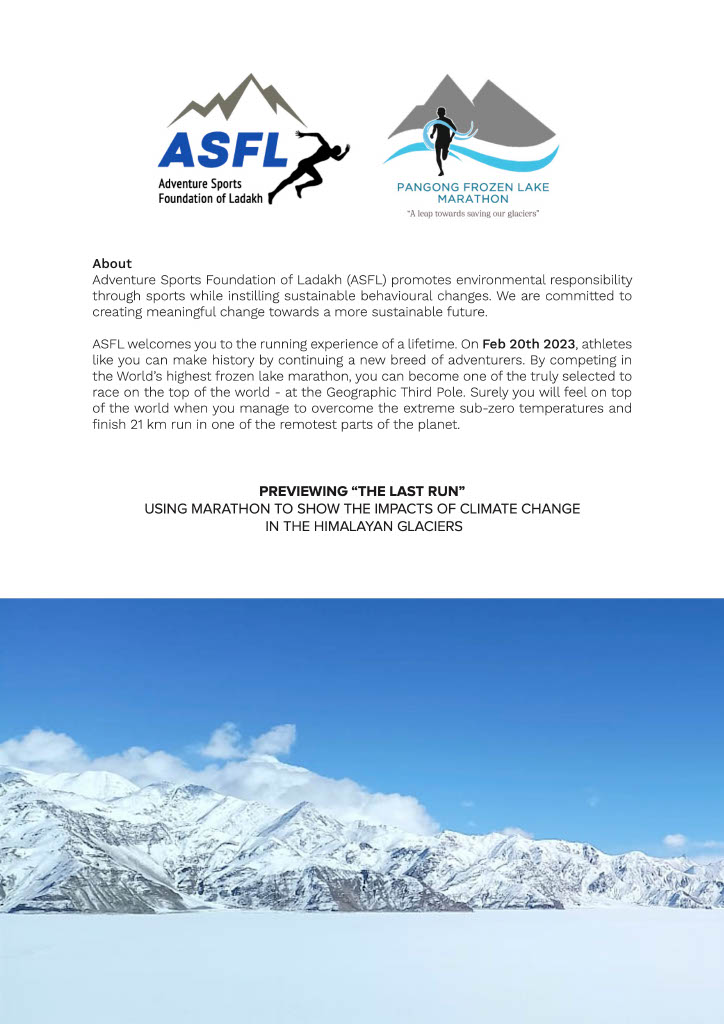 ASFL
Adventure Sports
Foundation of Ladakh
PANGONG FROZEN LAKE
MARATHON
"A leap towards saving our glaciers"
About
Adventure Sports Foundation of Ladakh (ASFL) promotes environmental responsibility
through sports while instilling sustainable behavioural changes. We are committed to
creating meaningful change towards a more sustainable future.
ASFL welcomes you to the running experience of a lifetime. On Feb 20th 2023, athletes
like you can make history by continuing a new breed of adventurers. By competing in
the World's highest frozen lake marathon, you can become one of the truly selected to
race on the top of the world - at the Geographic Third Pole. Surely you will feel on top
of the world when you manage to overcome the extreme sub-zero temperatures and
finish 21 km run in one of the remotest parts of the planet.
PREVIEWING “THE LAST RUN”
USING MARATHON TO SHOW THE IMPACTS OF CLIMATE CHANGE
IN THE HIMALAYAN GLACIERS